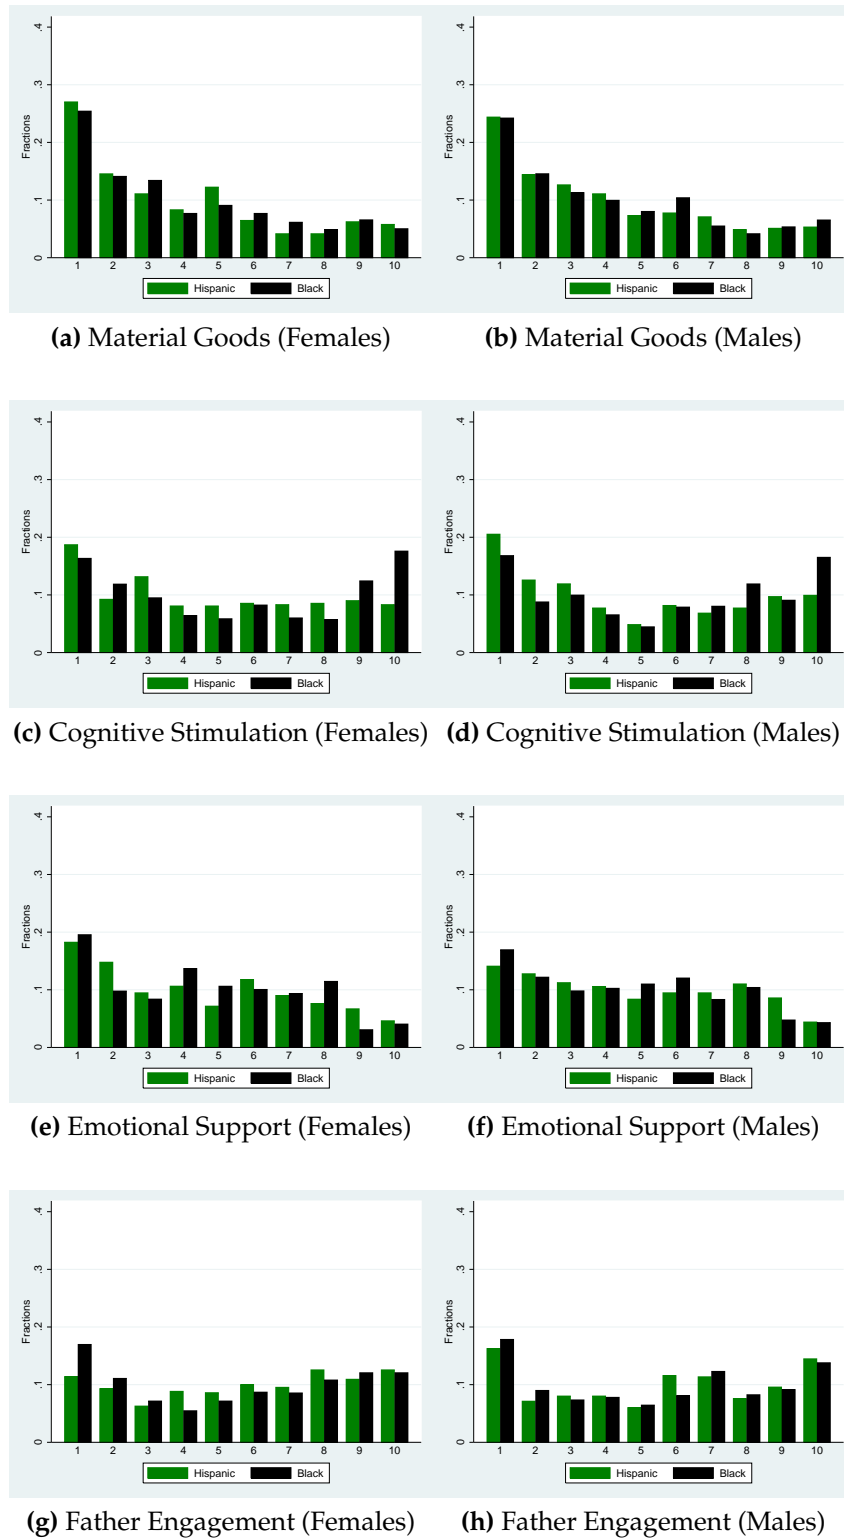 .4 .4
.3 .3
Fractions Fractions
.2 .2
.1 .1
0 0
1 2 3 4 5 6 7 8 9 10 1 2 3 4 5 6 7 8 9 10
Hispanic Black Hispanic Black
(a) Material Goods (Females) (b) Material Goods (Males)
.4 .4
.3 .3
Fractions Fractions
.2 .2
.1 .1
0 0
1 2 3 4 5 6 7 8 9 10 1 2 3 4 5 6 7 8 9 10
Hispanic Black Hispanic Black
(c) Cognitive Stimulation (Females) (d) Cognitive Stimulation (Males)
.4 .4
.3 .3
Fractions Fractions
.2 .2
.1 .1
0 0
1 2 3 4 5 6 7 8 9 10 1 2 3 4 5 6 7 8 9 10
Hispanic Black Hispanic Black
(e) Emotional Support (Females) (f) Emotional Support (Males)
.4 .4
.3 .3
Fractions Fractions
.2 .2
.1 .1
0 0
1 2 3 4 5 6 7 8 9 10 1 2 3 4 5 6 7 8 9 10
Hispanic Black Hispanic Black
(g) Father Engagement (Females) (h) Father Engagement (Males)